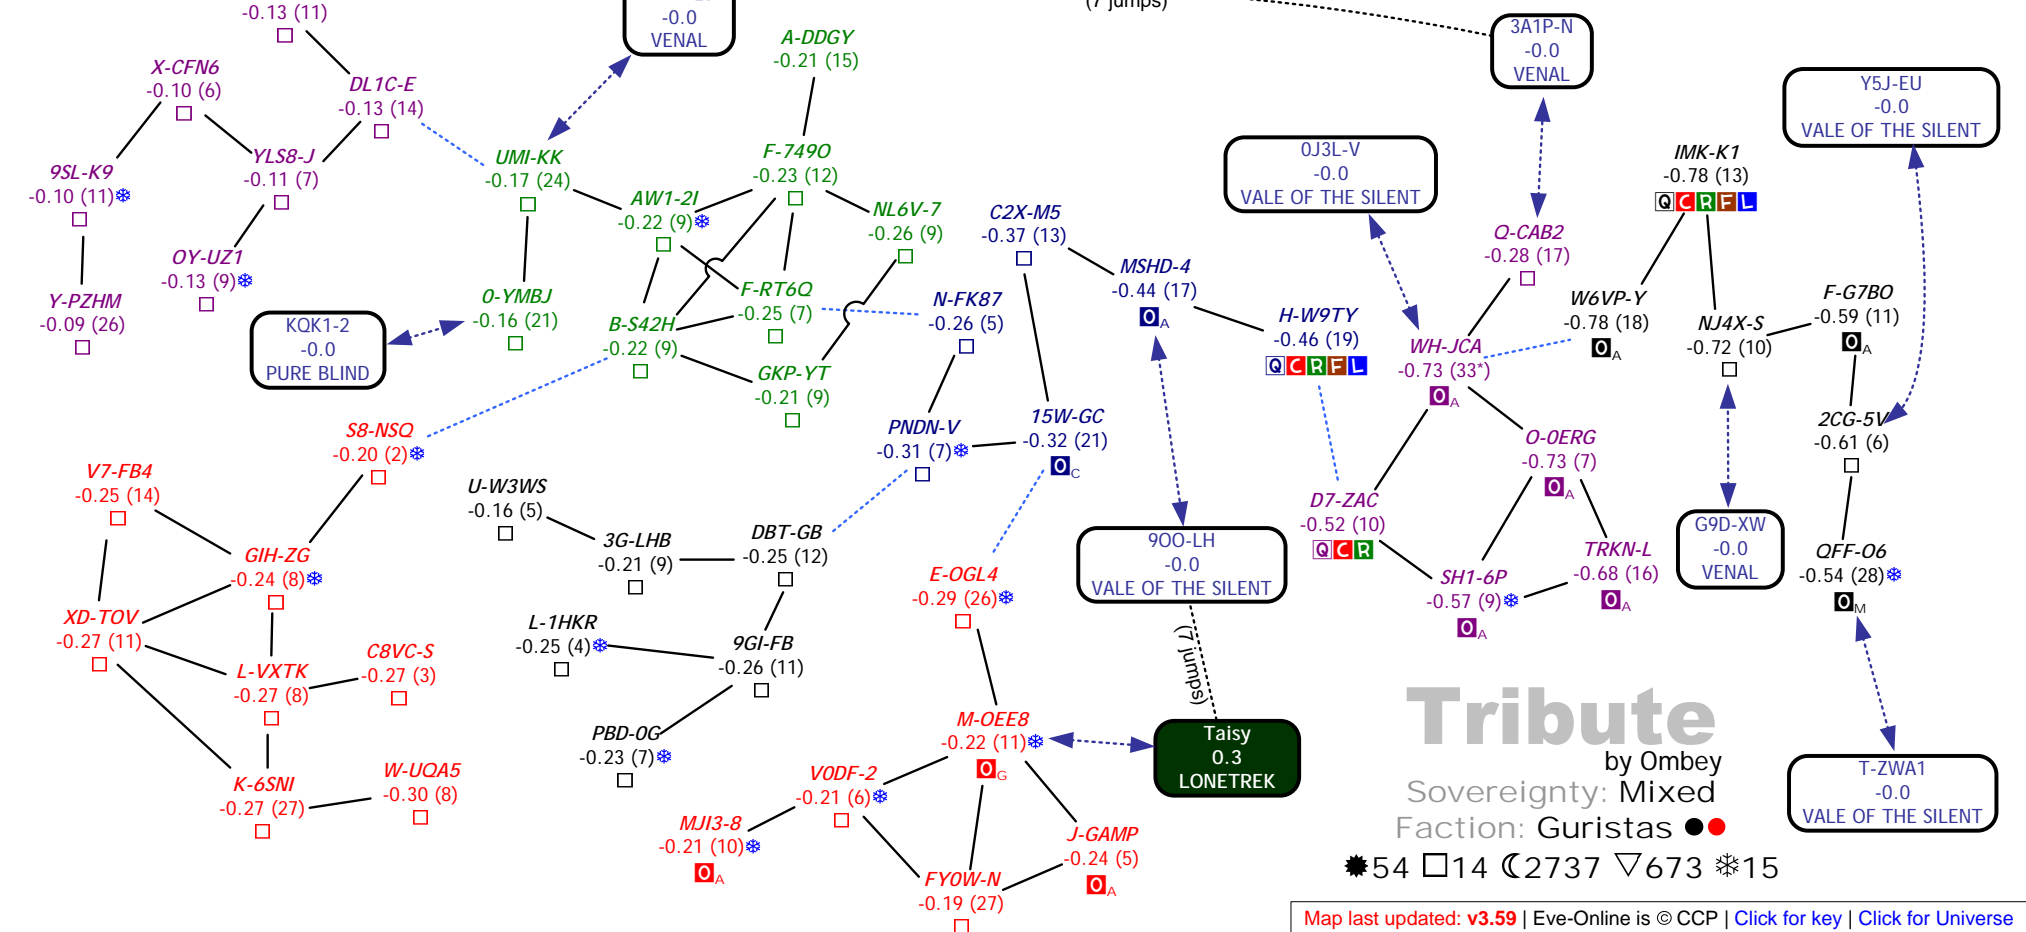 -0.13 (11)
-0.0
VENAL
(7 jumps)
3A1P-N
-0.0
VENAL
A-DDGY
-0.21 (15)
X-CFN6
-0.10 (6)
DL1C-E
-0.13 (14)
Y5J-EU
-0.0
VALE OF THE SILENT
YLS8-J
-0.11 (7)
UMI-KK
-0.17 (24)
F-749O
-0.23 (12)
0J3L-V
-0.0
VALE OF THE SILENT
IMK-K1
-0.78 (13)
Q C R F L
9SL-K9
-0.10 (11)
AW1-2I
-0.22 (9)
NL6V-7
-0.26 (9)
C2X-M5
-0.37 (13)
Q-CAB2
-0.28 (17)
OY-UZ1
-0.13 (9)
MSHD-4
-0.44 (17)
O A
Y-PZHM
-0.09 (26)
KQK1-2
-0.0
PURE BLIND
0-YMBJ
-0.16 (21)
F-RT6Q
-0.25 (7)
B-S42H
-0.22 (9)
N-FK87
-0.26 (5)
H-W9TY
-0.46 (19)
Q C R F L
W6VP-Y
-0.78 (18)
O A
NJ4X-S
-0.72 (10)
F-G7BO
-0.59 (11)
O A
WH-JCA
-0.73 (33*)
O A
GKP-YT
-0.21 (9)
S8-NSQ
-0.20 (2)
PNDN-V
-0.31 (7)
15W-GC
-0.32 (21)
O C
O-0ERG
-0.73 (7)
O A
2CG-5V
-0.61 (6)
V7-FB4
-0.25 (14)
U-W3WS
-0.16 (5)
3G-LHB
-0.21 (9)
DBT-GB
-0.25 (12)
D7-ZAC
-0.52 (10)
Q C R
G9D-XW
-0.0
VENAL
GIH-ZG
-0.24 (8)
9OO-LH
-0.0
VALE OF THE SILENT
E-OGL4
-0.29 (26)
SH1-6P
-0.57 (9)
O A
TRKN-L
-0.68 (16)
O A
QFF-O6
-0.54 (28)
O M
XD-TOV
-0.27 (11)
L-1HKR
-0.25 (4)
9GI-FB
-0.26 (11)
(7 jumps)
L-VXTK
-0.27 (8)
C8VC-S
-0.27 (3)
PBD-0G
-0.23 (7)
M-OEE8
-0.22 (11)
O G
Taisy
0.3
LONETREK
K-6SNI
-0.27 (27)
W-UQA5
-0.30 (8)
V0DF-2
-0.21 (6)
MJI3-8
-0.21 (10)
O A
J-GAMP
-0.24 (5)
O A
FY0W-N
-0.19 (27)
T-ZWA1
-0.0
VALE OF THE SILENT
Tribute
by Ombey
Sovereignty: Mixed
Faction: Guristas
54 14 2737 673 15
Map last updated: v3.59 | Eve-Online is © CCP | Click for key | Click for Universe